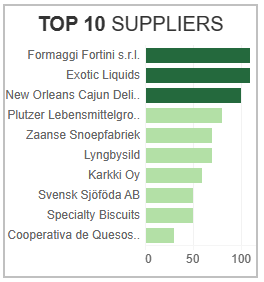 TOP 10 SUPPLIERS
Formaggi Fortini s.r.l.
Exotic Liquids
New Orleans Cajun Deli..
Plutzer Lebensmittelgro..
Zaanse Snoepfabriek
Lyngbysild
Karkki Oy
Svensk Sjöföda AB
Specialty Biscuits
Cooperativa de Quesos..
0 50 100